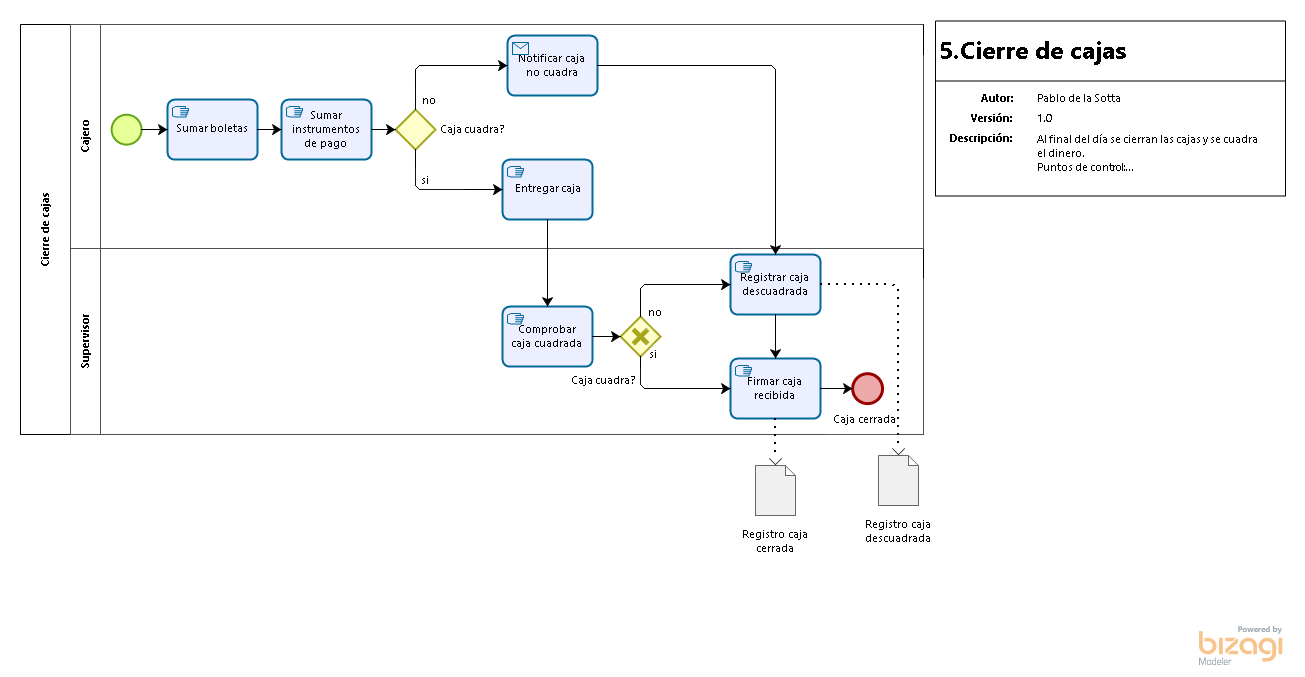 5.Cierre de cajas
Autor: Pablo de la Sotta
Versión: 1.0
Descripción: Al final del día se cierran las cajas y se cuadra
el dinero.
Puntos de control:...
Cierre de cajas
Cajero
Sumar boletas
Sumar
instrumentos
de pago
Caja cuadra?
no
Notificar caja
no cuadra
si
Entregar caja
Supervisor
Comprobar
caja cuadrada
Caja cuadra?
no
Registrar caja
descuadrada
si
Firmar caja
recibida
Caja cerrada
Registro caja
cerrada
Registro caja
descuadrada
Powered by
bizagi
Modeler